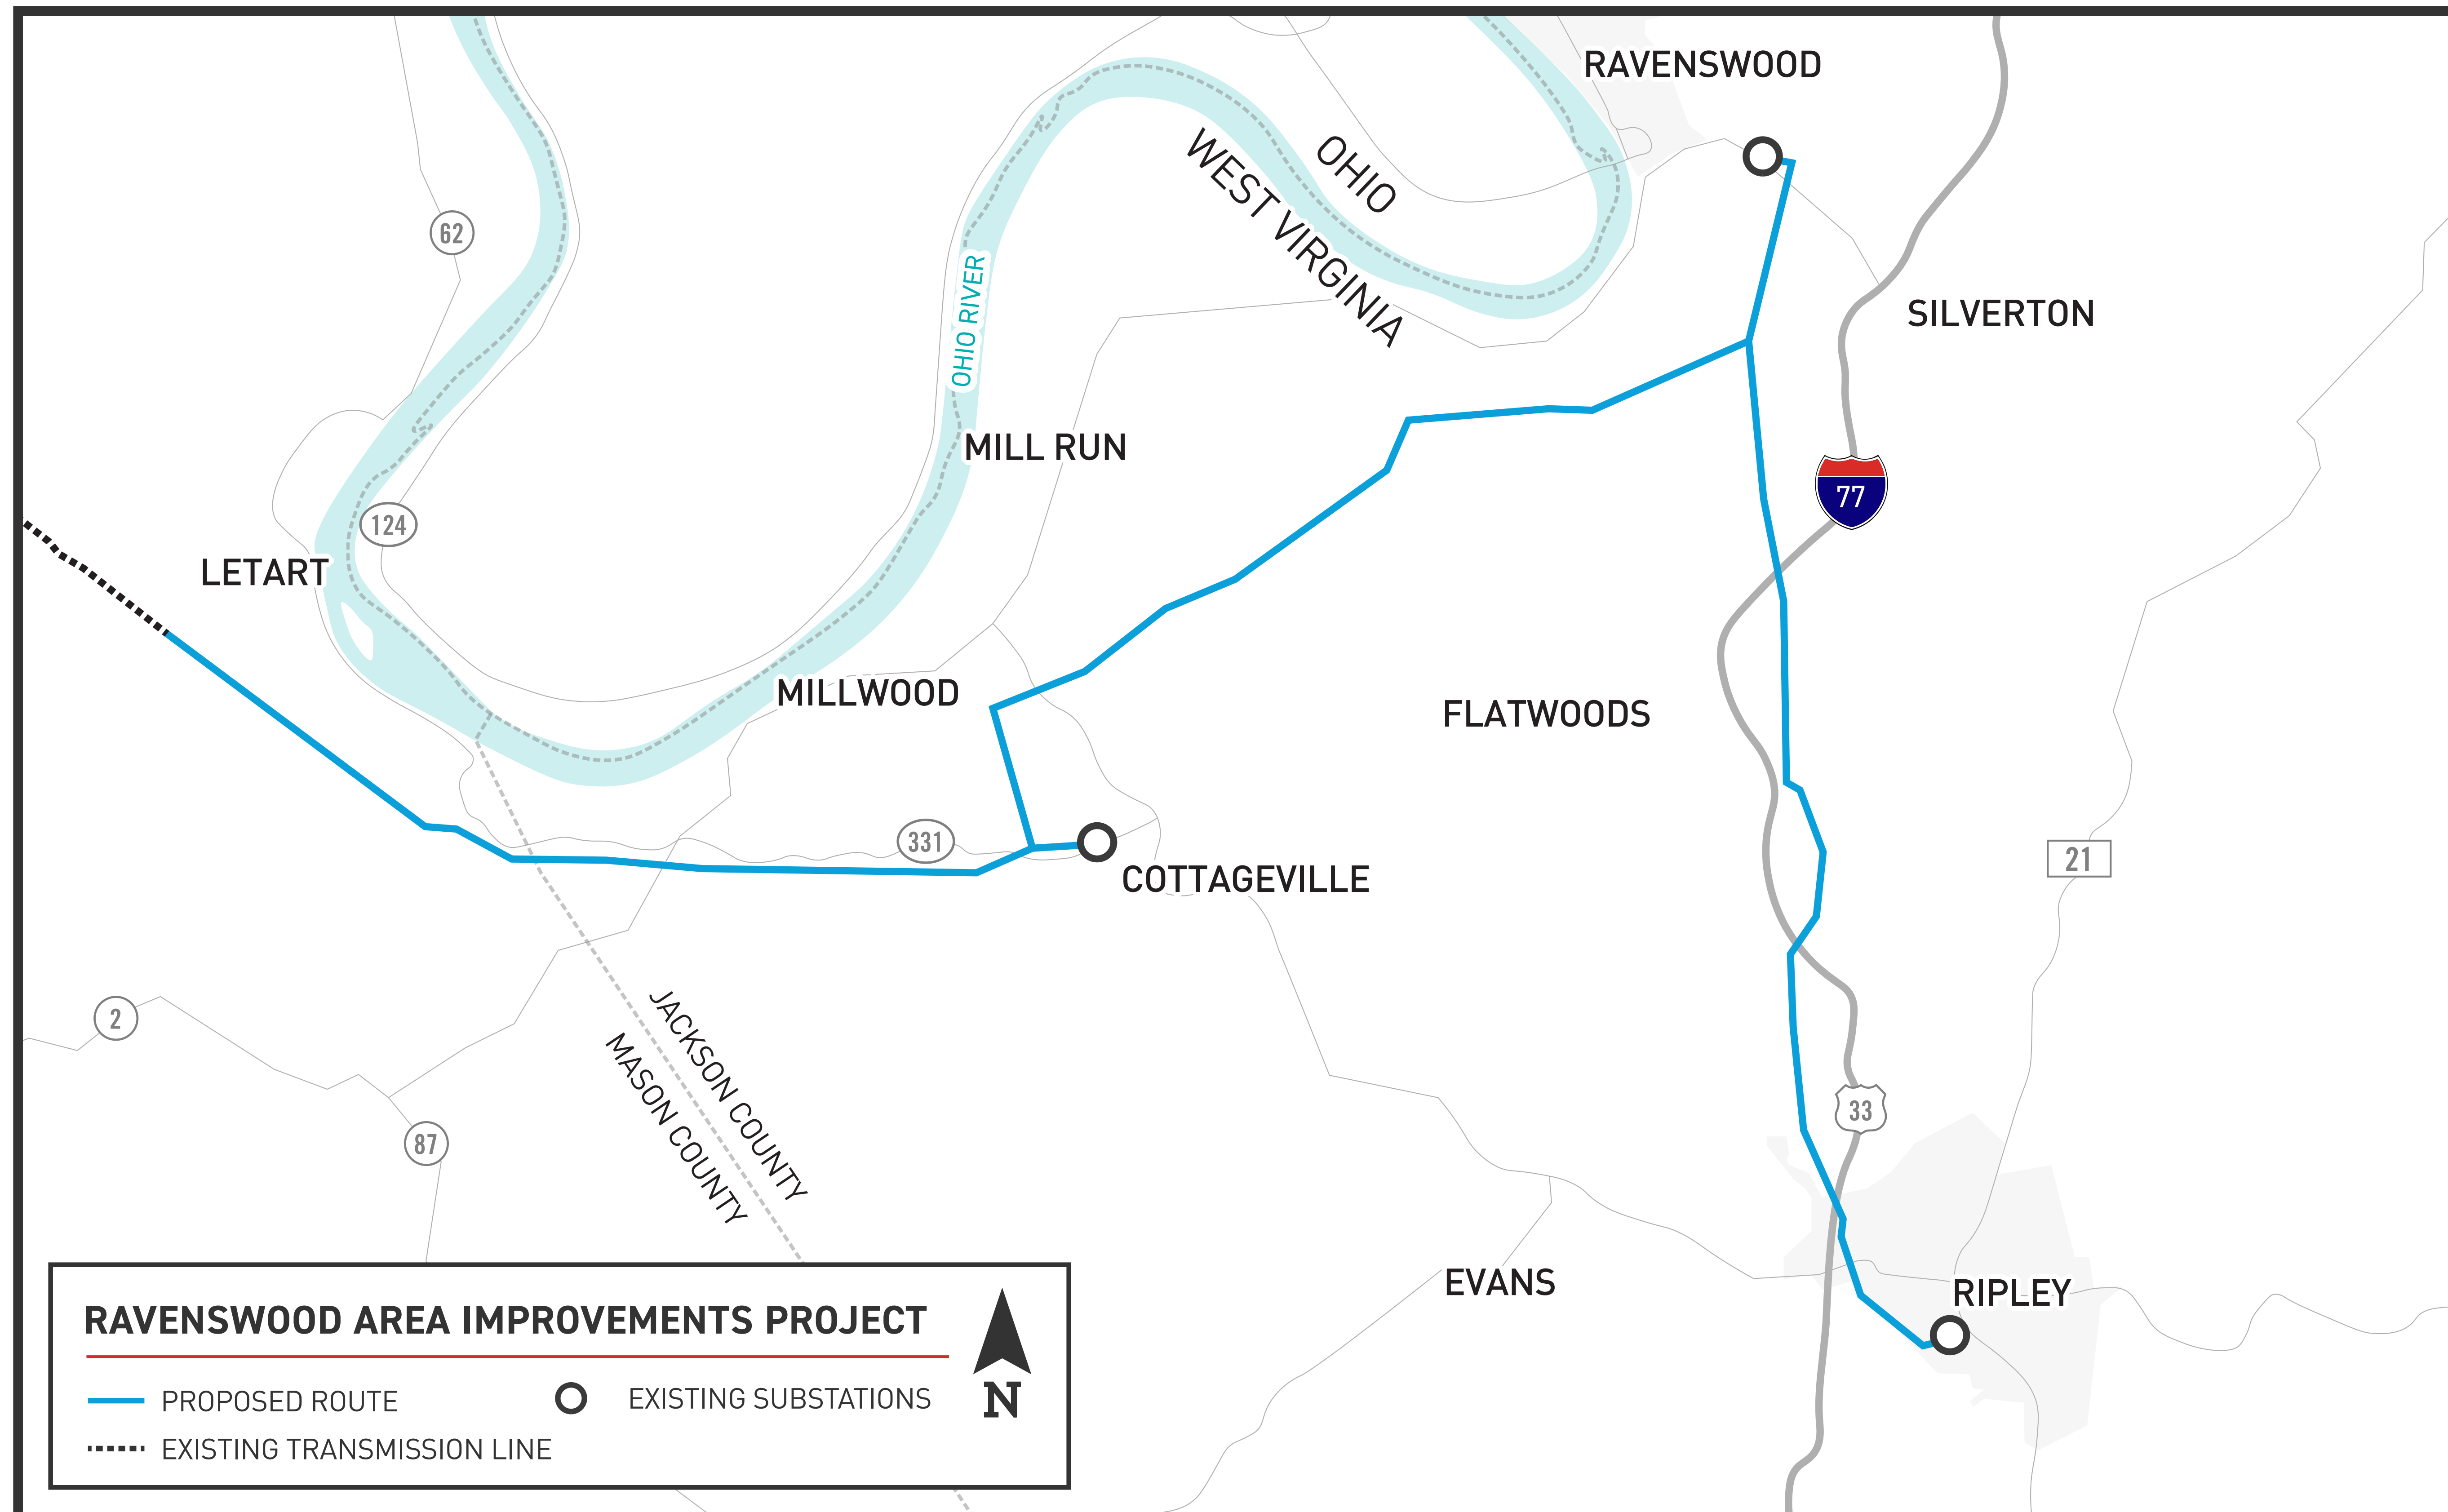 RAVENSWOOD
OHIO
WEST VIRGINIA
62
OHIO RIVER
SILVERTON
MILL RUN
77
124
LETART
MILLWOOD
FLATWOODS
331
COTTAGEVILLE
21
2
JACKSON COUNTY
MASON COUNTY
33
87
EVANS
RIPLEY
RAVENSWOOD AREA IMPROVEMENTS PROJECT
PROPOSED ROUTE
EXISTING SUBSTATIONS
N
EXISTING TRANSMISSION LINE